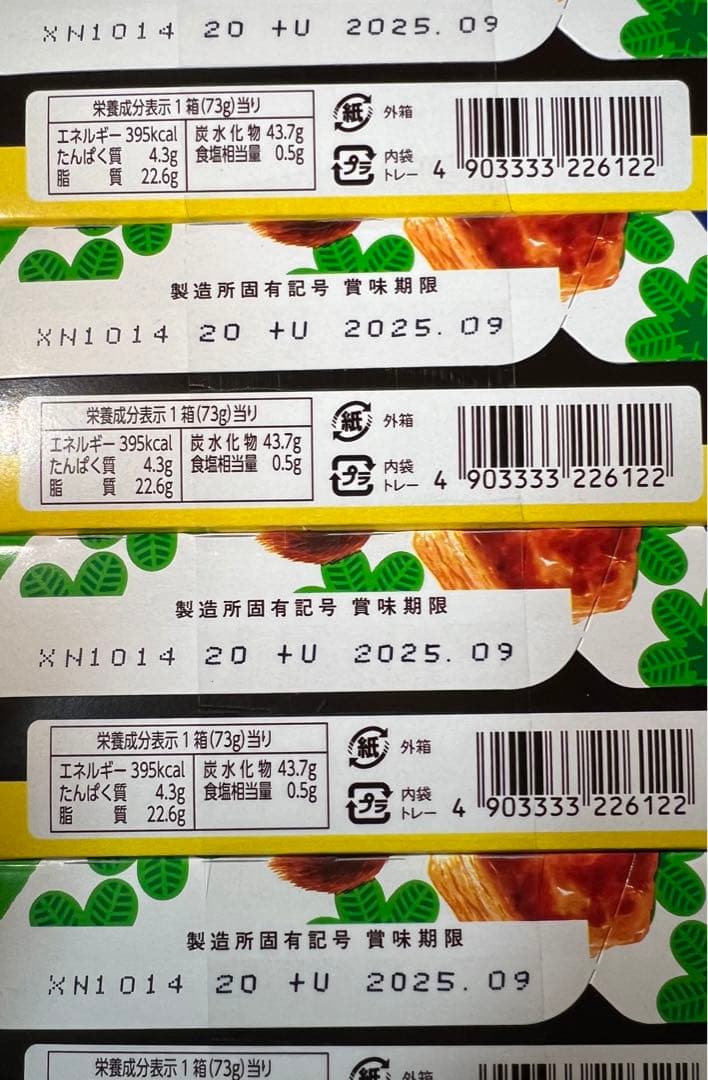 XN1014 20 +U 2025. 09
栄養成分表示1箱(73g)当り
エネルギー 395kcal 炭水化物 43.7g
たんぱく質 4.3g 食塩相当量 0.5g
脂質 22.6g
紙 外箱
プラ 内袋
トレー
4 903333 226122
製造所固有記号 賞味期限
XN1014 20 +U 2025. 09
栄養成分表示1箱(73g)当り
エネルギー 395kcal 炭水化物 43.7g
たんぱく質 4.3g 食塩相当量 0.5g
脂質 22.6g
紙 外箱
プラ 内袋
トレー
4 903333 226122
製造所固有記号 賞味期限
XN1014 20 +U 2025. 09
栄養成分表示1箱(73g)当り
エネルギー 395kcal 炭水化物 43.7g
たんぱく質 4.3g 食塩相当量 0.5g
脂質 22.6g
紙 外箱
プラ 内袋
トレー
4 903333 226122
製造所固有記号 賞味期限
XN1014 20 +U 2025. 09
栄養成分表示1箱(73g)当り
紙 外箱